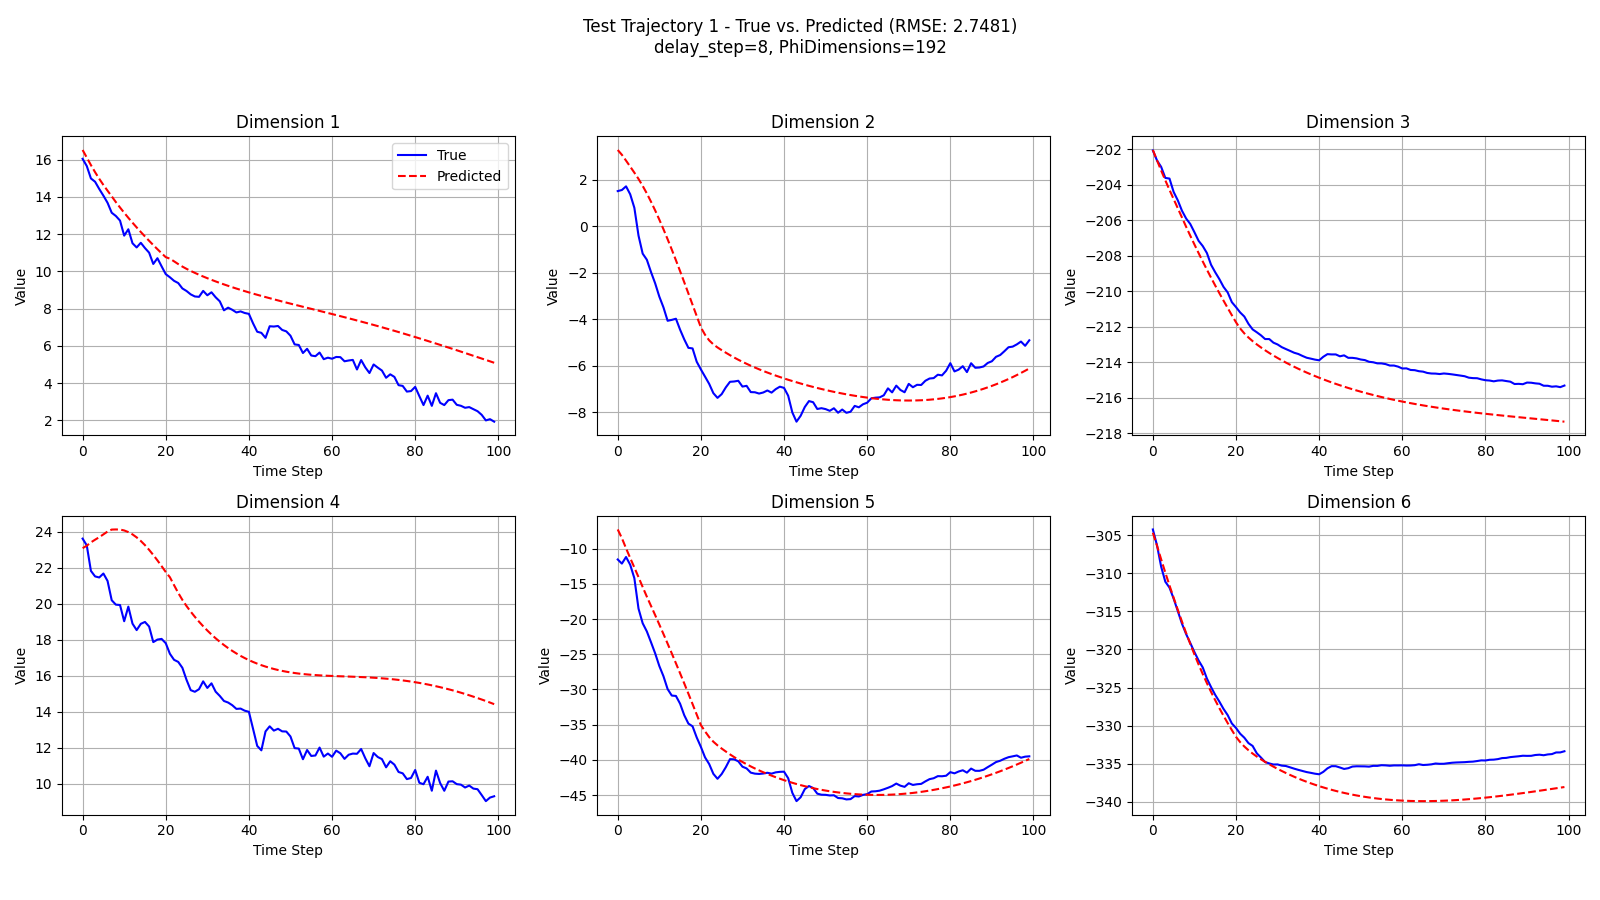 Test Trajectory 1 - True vs. Predicted (RMSE: 2.7481)
delay_step=8, PhiDimensions=192
Dimension 1
True
Predicted
16
14
12
10
8
6
4
2
Value
0 20 40 60 80 100
Time Step
Dimension 2
2
0
−2
−4
−6
−8
Value
0 20 40 60 80 100
Time Step
Dimension 3
−202
−204
−206
−208
−210
−212
−214
−216
−218
Value
0 20 40 60 80 100
Time Step
Dimension 4
24
22
20
18
16
14
12
10
Value
0 20 40 60 80 100
Time Step
Dimension 5
−10
−15
−20
−25
−30
−35
−40
−45
Value
0 20 40 60 80 100
Time Step
Dimension 6
−305
−310
−315
−320
−325
−330
−335
−340
Value
0 20 40 60 80 100
Time Step